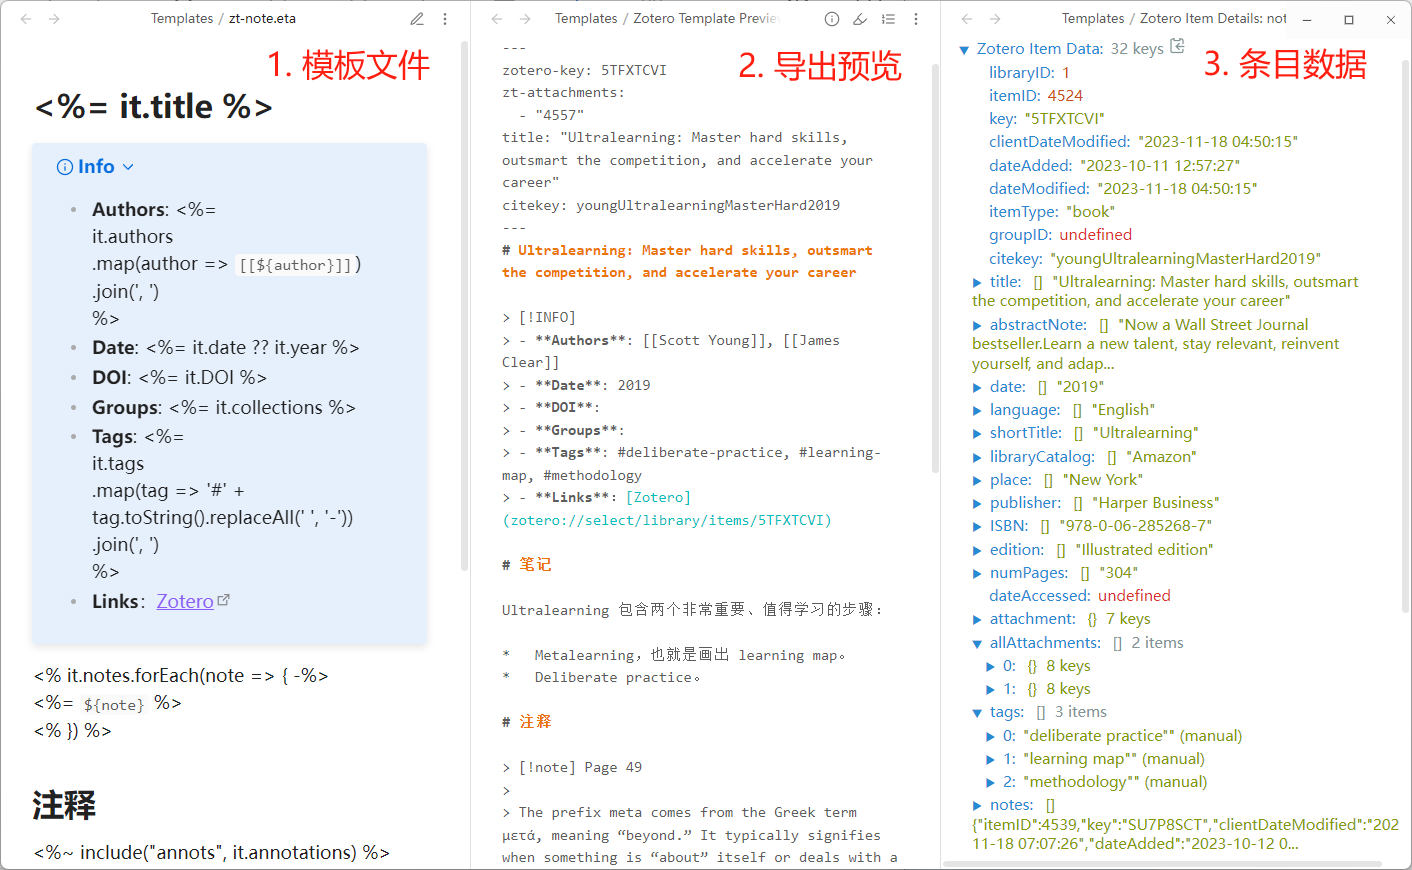 Templates / zt-note.eta
1. 模板文件
<%= it.title %>
Info
• Authors: <%=
it.authors
.map(author => [[${author}]])
.join(', ')
%>
• Date: <%= it.date ?? it.year %>
• DOI: <%= it.DOI %>
• Groups: <%= it.collections %>
• Tags: <%=
it.tags
.map(tag => '#' +
tag.toString().replaceAll(' ', '-'))
.join(', ')
%>
• Links： Zotero
<% it.notes.forEach(note => { -%>
<%= ${note} %>
<% }) %>
注释
<%~ include("annots", it.annotations) %>
Templates / Zotero Template Previe
2. 导出预览
---
zotero-key: 5TFXTCVI
zt-attachments:
- "4557"
title: "Ultralearning: Master hard skills,
outsmart the competition, and accelerate your
career"
citekey: youngUltralearningMasterHard2019
---
# Ultralearning: Master hard skills, outsmart
the competition, and accelerate your career
> [!INFO]
> - **Authors**: [[Scott Young]], [[James
Clear]]
> - **Date**: 2019
> - **DOI**:
> - **Groups**:
> - **Tags**: #deliberate-practice, #learning-
map, #methodology
> - **Links**：[Zotero]
(zotero://select/library/items/5TFXTCVI)
# 笔记
Ultralearning 包含两个非常重要、值得学习的步骤：
* Metalearning，也就是画出 learning map。
* Deliberate practice。
# 注释
> [!note] Page 49
>
> The prefix meta comes from the Greek term
μετά, meaning “beyond.” It typically signifies
when something is “about” itself or deals with a
Templates / Zotero Item Details: not
3. 条目数据
▼ Zotero Item Data: 32 keys
libraryID: 1
itemID: 4524
key: "5TFXTCVI"
clientDateModified: "2023-11-18 04:50:15"
dateAdded: "2023-10-11 12:57:27"
dateModified: "2023-11-18 04:50:15"
itemType: "book"
groupID: undefined
citekey: "youngUltralearningMasterHard2019"
▶ title: [] "Ultralearning: Master hard skills, outsmart
the competition, and accelerate your career"
▶ abstractNote: [] "Now a Wall Street Journal
bestseller.Learn a new talent, stay relevant, reinvent
yourself, and adap...
▶ date: [] "2019"
▶ language: [] "English"
▶ shortTitle: [] "Ultralearning"
▶ libraryCatalog: [] "Amazon"
▶ place: [] "New York"
▶ publisher: [] "Harper Business"
▶ ISBN: [] "978-0-06-285268-7"
▶ edition: [] "Illustrated edition"
▶ numPages: [] "304"
dateAccessed: undefined
▶ attachment: {} 7 keys
▼ allAttachments: [] 2 items
▶ 0: {} 8 keys
▶ 1: {} 8 keys
▼ tags: [] 3 items
▶ 0: "deliberate practice"" (manual)
▶ 1: "learning map"" (manual)
▶ 2: "methodology"" (manual)
▶ notes: []
{"itemID":4539,"key":"SU7P8SCT","clientDateModified":"202
11-18 07:07:26","dateAdded":"2023-10-12 0...